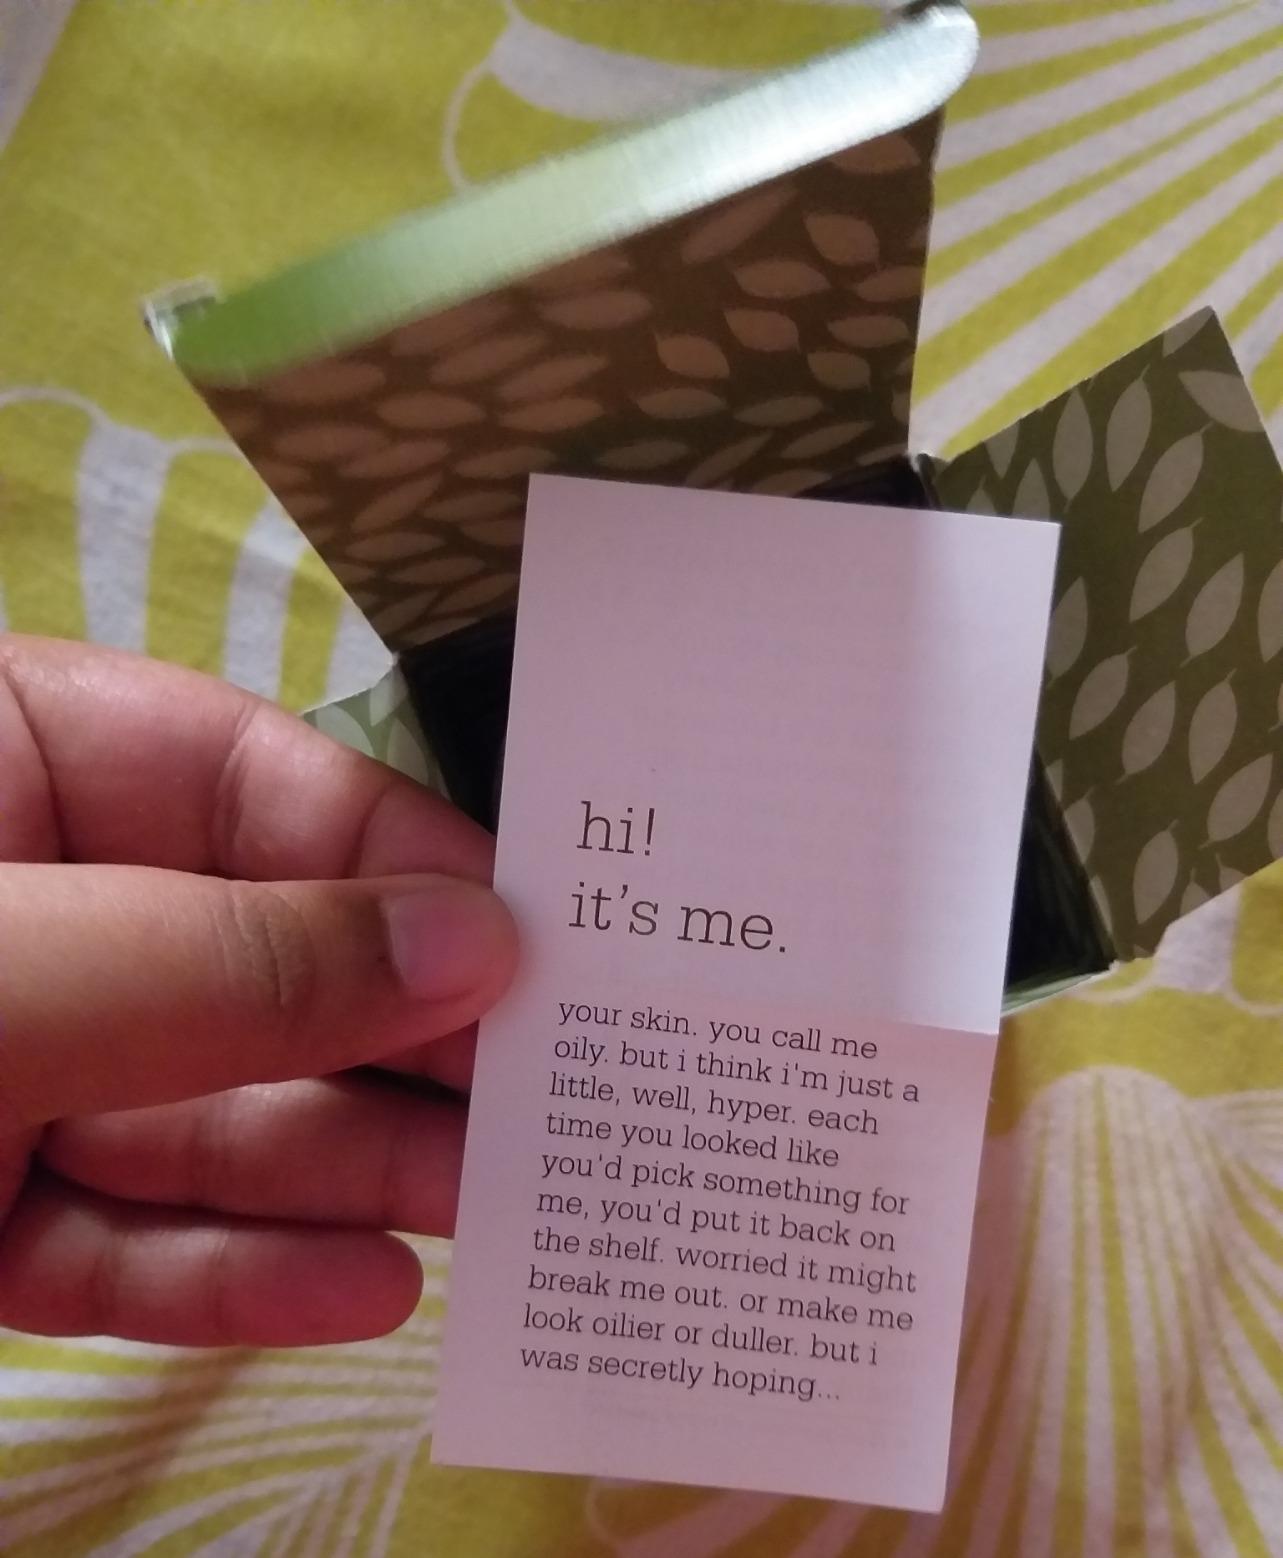 hi!
it's me.
your skin. you call me
oily. but i think i'm just a
little, well, hyper. each
time you looked like
you'd pick something for
me, you'd put it back on
the shelf. worried it might
break me out. or make me
look oilier or duller. but i
was secretly hoping...